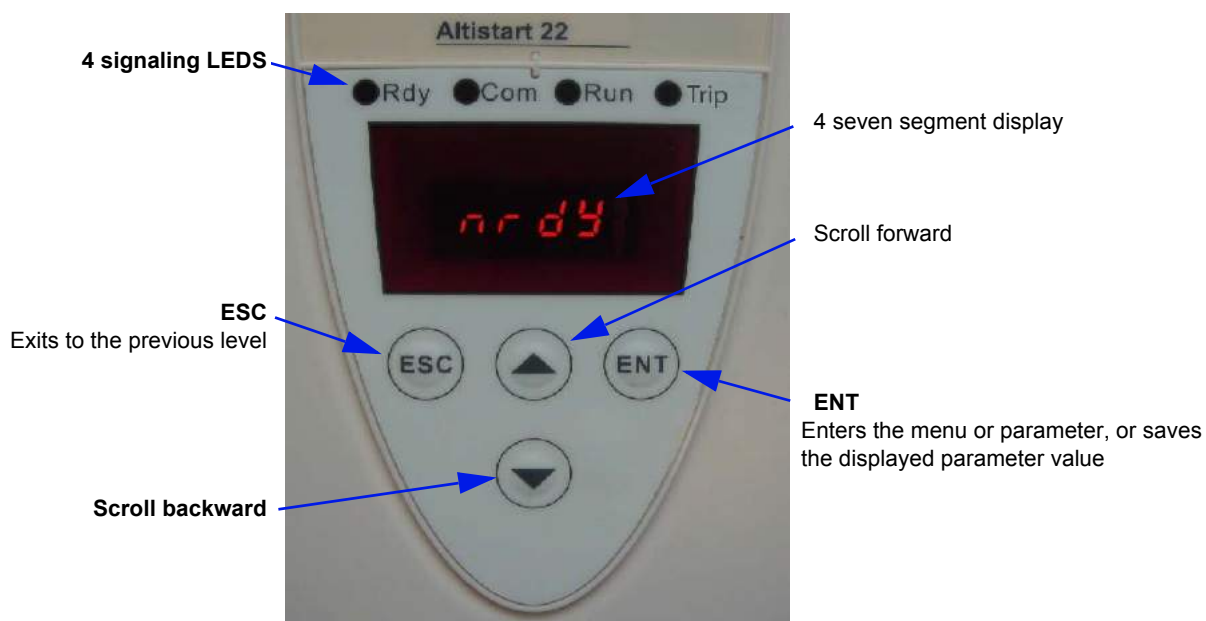 Altistart 22
4 signaling LEDS
Rdy Com Run Trip
4 seven segment display
nrdY
Scroll forward
ESC
Exits to the previous level
ESC ENT
ENT
Enters the menu or parameter, or saves
the displayed parameter value
Scroll backward